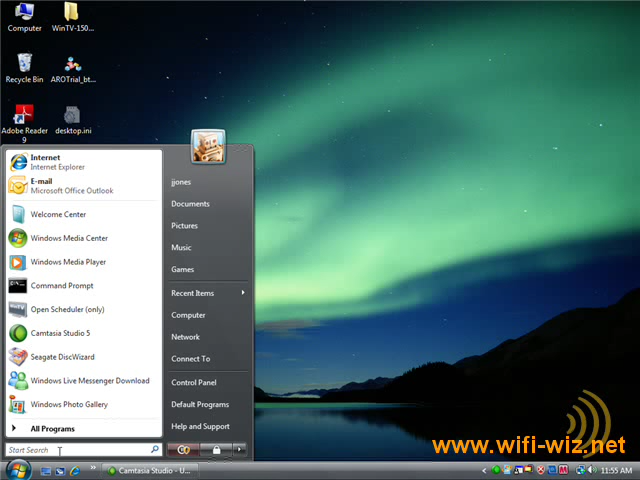 Computer
WinTV-150...
Recycle Bin
AROTrial_bt...
Adobe Reader 9
desktop.ini
Internet
Internet Explorer
E-mail
Microsoft Office Outlook
Welcome Center
Windows Media Center
Windows Media Player
Command Prompt
Open Scheduler (only)
Camtasia Studio 5
Seagate DiscWizard
Windows Live Messenger Download
Windows Photo Gallery
All Programs
Start Search
jjones
Documents
Pictures
Music
Games
Recent Items
Computer
Network
Connect To
Control Panel
Default Programs
Help and Support
www.wifi-wiz.net
Camtasia Studio - U...
11:55 AM